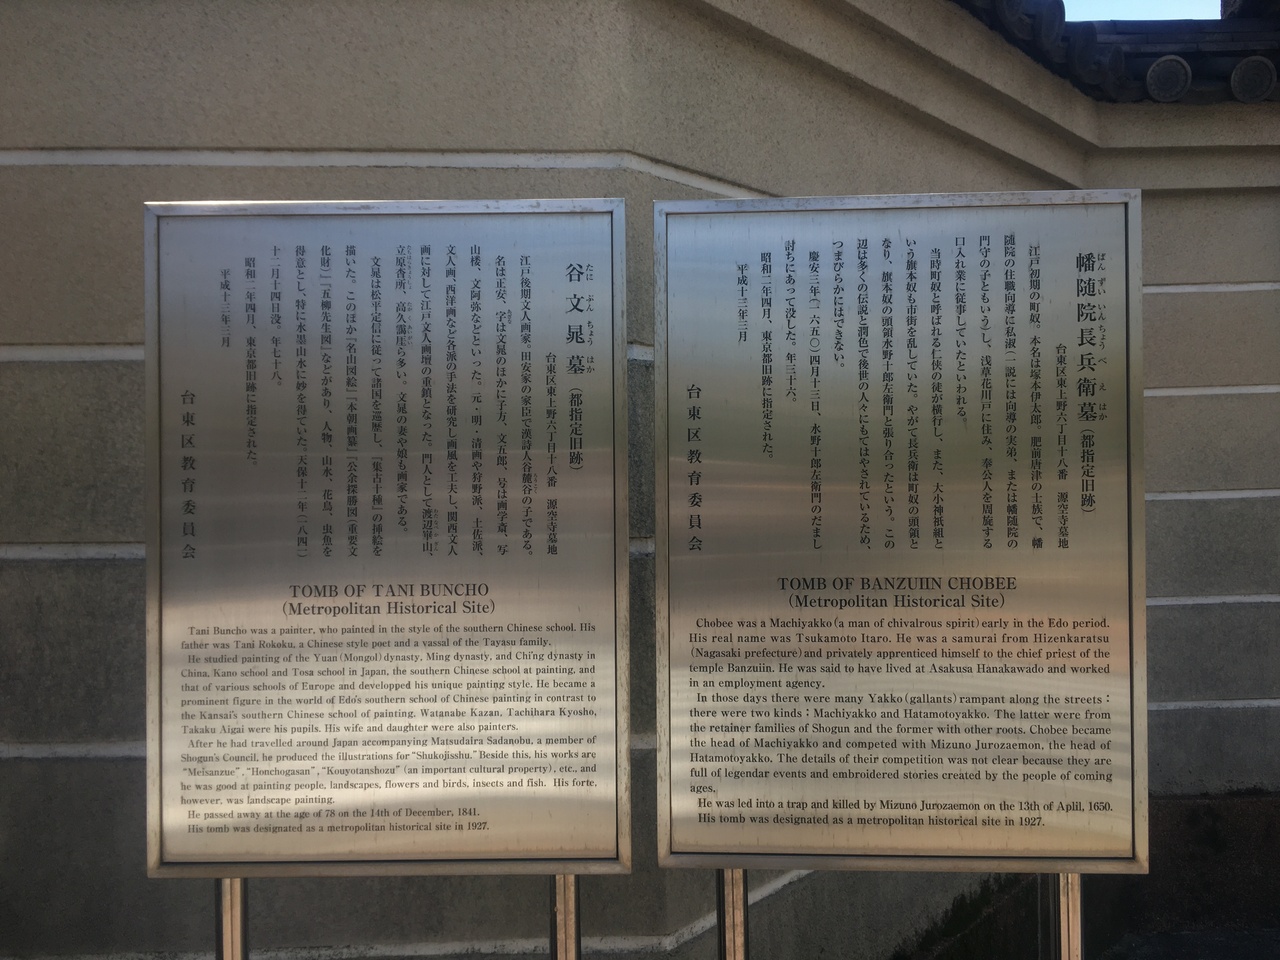 谷文晁墓（都指定旧跡）
たに ぶん ちょう はか
台東区東上野六丁目十八番 源空寺墓地
江戸後期文人画家。田安家の家臣で漢詩人谷麓谷の子である。
名は正安、字は文晁のほかに子方、文五郎、号は画学斎、写
山楼、文阿弥などといった。元・明・清画や狩野派、土佐派、
文人画、西洋画など各派の手法を研究し画風を工夫し、関西文人
画に対して江戸文人画壇の重鎮となった。門人として渡辺崋山、
立原杏所、高久靄厓ら多い。文晁の妻や娘も画家である。
文晁は松平定信に従って諸国を巡歴し、『集古十種』の挿絵を
描いた。このほか『名山図絵』『本朝画纂』『公余探勝図（重要文
化財）』『五柳先生図』などがあり、人物、山水、花鳥、虫魚を
得意とし、特に水墨山水に妙を得ていた。天保十二年（一八四一）
十二月十四日没。年七十八。
昭和二年四月、東京都旧跡に指定された。
平成十三年三月
台東区教育委員会
TOMB OF TANI BUNCHO
(Metropolitan Historical Site)
Tani Buncho was a painter, who painted in the style of the southern Chinese school. His
father was Tani Rokoku, a Chinese style poet and a vassal of the Tayasu family.
He studied painting of the Yuan (Mongol) dynasty, Ming dynasty, and Ch'ing dynasty in
China, Kano school and Tosa school in Japan, the southern Chinese school at painting, and
that of various schools of Europe and developped his unique painting style. He became a
prominent figure in the world of Edo's southern school of Chinese painting in contrast to
the Kansai's southern Chinese school of painting. Watanabe Kazan, Tachihara Kyosho,
Takaku Aigai were his pupils. His wife and daughter were also painters.
After he had travelled around Japan accompanying Matsudaira Sadanobu, a member of
Shogun's Council, he produced the illustrations for "Shukojisshu." Beside this, his works are
"Meisanzue", "Honchogasan", "Kouyotanshozu" (an important cultural property), etc., and
he was good at painting people, landscapes, flowers and birds, insects and fish. His forte,
however, was landscape painting.
He passed away at the age of 78 on the 14th of December, 1841.
His tomb was designated as a metropolitan historical site in 1927.
幡随院長兵衛墓（都指定旧跡）
ばん ずい いん ちょう べ え はか
台東区東上野六丁目十八番 源空寺墓地
江戸初期の町奴。本名は塚本伊太郎。肥前唐津の士族で、幡
随院の住職向導に私淑（一説には向導の実弟、または幡随院の
門守の子ともいう）し、浅草花川戸に住み、奉公人を周旋する
口入れ業に従事していたといわれる。
当時町奴と呼ばれる仁侠の徒が横行し、また、大小神祇組と
いう旗本奴も市街を乱していた。やがて長兵衛は町奴の頭領と
なり、旗本奴の頭領水野十郎左衛門と張り合ったという。この
辺は多くの伝説と潤色で後世の人々にもてはやされているため、
つまびらかにはできない。
慶安三年（一六五〇）四月十三日、水野十郎左衛門のだまし
討ちにあって没した。年三十六。
昭和二年四月、東京都旧跡に指定された。
平成十三年三月
台東区教育委員会
TOMB OF BANZUIIN CHOBEE
(Metropolitan Historical Site)
Chobee was a Machiyakko (a man of chivalrous spirit) early in the Edo period.
His real name was Tsukamoto Itaro. He was a samurai from Hizenkaratsu
(Nagasaki prefecture) and privately apprenticed himself to the chief priest of the
temple Banzuiin. He was said to have lived at Asakusa Hanakawado and worked
in an employment agency.
In those days there were many Yakko (gallants) rampant along the streets :
there were two kinds : Machiyakko and Hatamotoyakko. The latter were from
the retainer families of Shogun and the former with other roots. Chobee became
the head of Machiyakko and competed with Mizuno Jurozaemon, the head of
Hatamotoyakko. The details of their competition was not clear because they are
full of legendar events and embroidered stories created by the people of coming
ages.
He was led into a trap and killed by Mizuno Jurozaemon on the 13th of Aplil, 1650.
His tomb was designated as a metropolitan historical site in 1927.